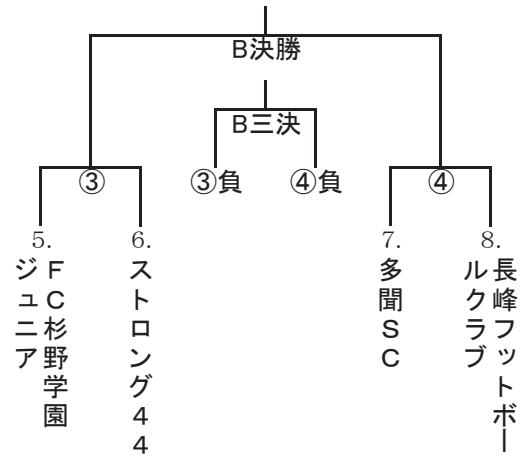 B決勝
B三決
③
③負
④負
④
5.
6.
7.
8.
FC杉野学園
ジュニア
ストロング44
多聞SC
長峰フットボー
ルクラブ